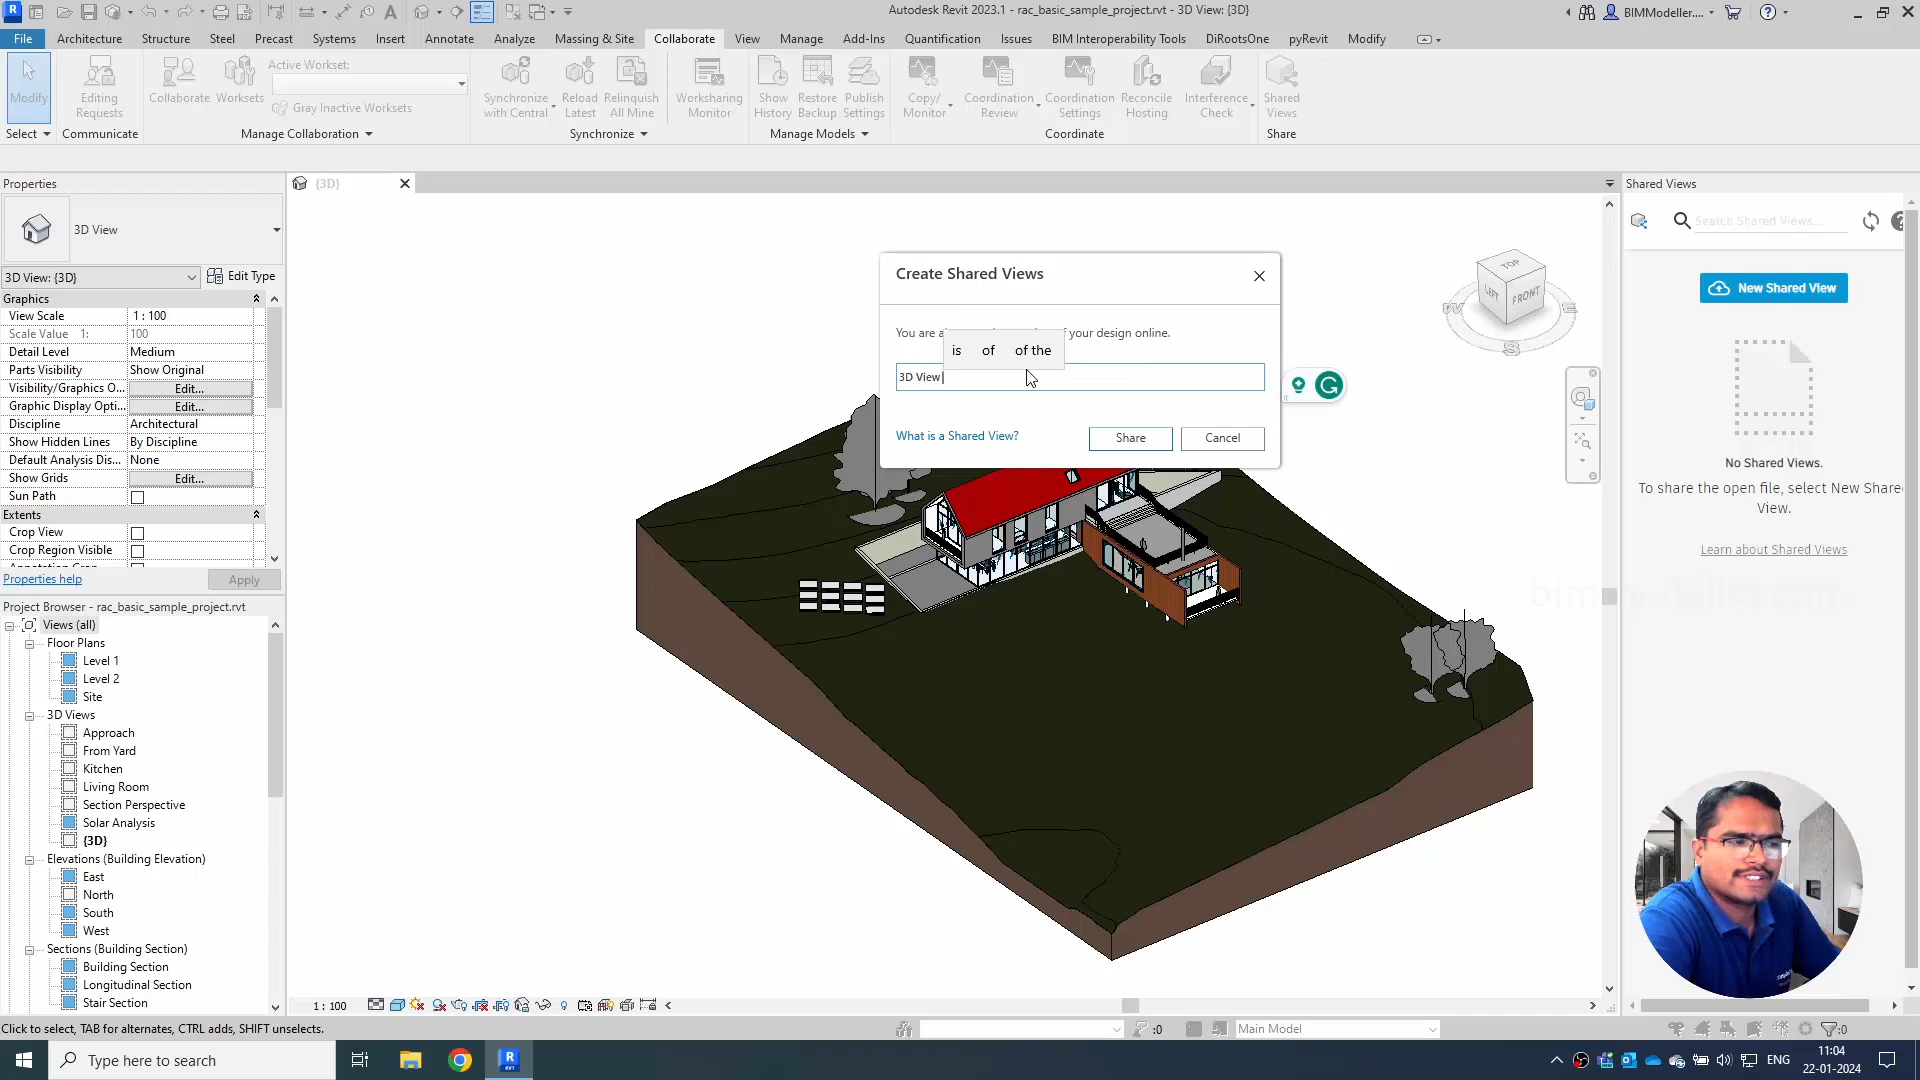 Autodesk Revit 2023.1 - rac_basic_sample_project.rvt - 3D View: {3D}
BIMModeller....
File Architecture Structure Steel Precast Systems Insert Annotate Analyze Massing & Site Collaborate View Manage Add-Ins Quantification Issues BIM Interoperability Tools DiRootsOne pyRevit Modify
Active Workset:
Modify
Editing Requests
Collaborate
Worksets
Gray Inactive Worksets
Synchronize with Central
Reload Latest
Relinquish All Mine
Worksharing Monitor
Show History
Restore Backup
Publish Settings
Copy/ Monitor
Coordination Review
Coordination Settings
Reconcile Hosting
Interference Check
Shared Views
Select Communicate Manage Collaboration Synchronize Manage Models Coordinate Share
Properties
3D View
3D View: {3D}
Edit Type
Graphics
View Scale 1 : 100
Scale Value 1: 100
Detail Level Medium
Parts Visibility Show Original
Visibility/Graphics O... Edit...
Graphic Display Opti... Edit...
Discipline Architectural
Show Hidden Lines By Discipline
Default Analysis Dis... None
Show Grids Edit...
Sun Path
Extents
Crop View
Crop Region Visible
Properties help
Apply
Project Browser - rac_basic_sample_project.rvt
Views (all)
Floor Plans
Level 1
Level 2
Site
3D Views
Approach
From Yard
Kitchen
Living Room
Section Perspective
Solar Analysis
{3D}
Elevations (Building Elevation)
East
North
South
West
Sections (Building Section)
Building Section
Longitudinal Section
Stair Section
{3D}
Create Shared Views
You are a
f your design online.
is of of the
3D View
What is a Shared View?
Share
Cancel
TOP
LEFT
FRONT
W
S
E
Shared Views
Search Shared Views...
New Shared View
No Shared Views.
To share the open file, select New Share
View.
Learn about Shared Views
1 : 100
Click to select, TAB for alternates, CTRL adds, SHIFT unselects.
:0
Main Model
:0
Type here to search
ENG
11:04
22-01-2024